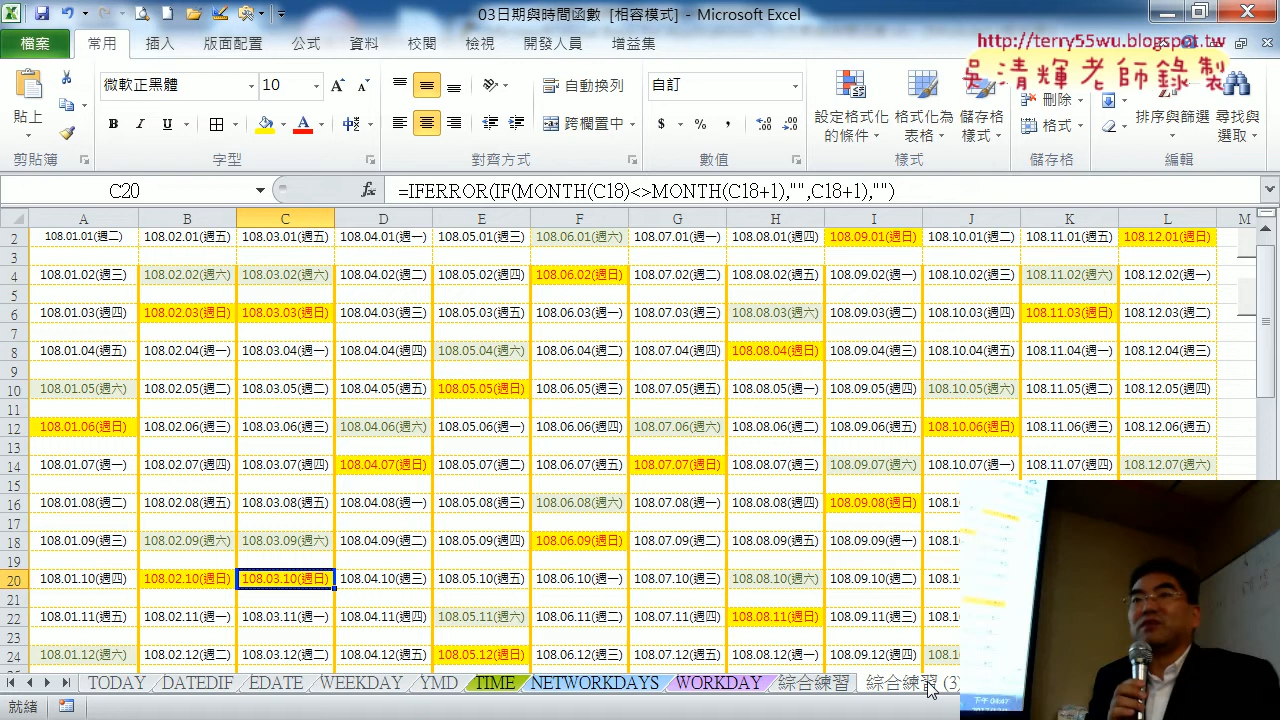 03日期與時間函數 [相容模式] - Microsoft Excel
http://terry55wu.blogspot.tw
吳清輝老師錄製
檔案 常用 插入 版面配置 公式 資料 校閱 檢視 開發人員 增益集
微軟正黑體 10 自動換列 自訂 刪除
貼上 B I U 跨欄置中 $ % , 設定格式化的條件 格式化為表格 儲存格樣式 格式 排序與篩選 尋找與選取
剪貼簿 字型 對齊方式 數值 樣式 儲存格 編輯
C20 fx =IFERROR(IF(MONTH(C18)<>MONTH(C18+1),"",C18+1),"")
A B C D E F G H I J K L M
2 108.01.01(週二) 108.02.01(週五) 108.03.01(週五) 108.04.01(週一) 108.05.01(週三) 108.06.01(週六) 108.07.01(週一) 108.08.01(週四) 108.09.01(週日) 108.10.01(週二) 108.11.01(週五) 108.12.01(週日)
3
4 108.01.02(週三) 108.02.02(週六) 108.03.02(週六) 108.04.02(週二) 108.05.02(週四) 108.06.02(週日) 108.07.02(週二) 108.08.02(週五) 108.09.02(週一) 108.10.02(週三) 108.11.02(週六) 108.12.02(週一)
5
6 108.01.03(週四) 108.02.03(週日) 108.03.03(週日) 108.04.03(週三) 108.05.03(週五) 108.06.03(週一) 108.07.03(週三) 108.08.03(週六) 108.09.03(週二) 108.10.03(週四) 108.11.03(週日) 108.12.03(週二)
7
8 108.01.04(週五) 108.02.04(週一) 108.03.04(週一) 108.04.04(週四) 108.05.04(週六) 108.06.04(週二) 108.07.04(週四) 108.08.04(週日) 108.09.04(週三) 108.10.04(週五) 108.11.04(週一) 108.12.04(週三)
9
10 108.01.05(週六) 108.02.05(週二) 108.03.05(週二) 108.04.05(週五) 108.05.05(週日) 108.06.05(週三) 108.07.05(週五) 108.08.05(週一) 108.09.05(週四) 108.10.05(週六) 108.11.05(週二) 108.12.05(週四)
11
12 108.01.06(週日) 108.02.06(週三) 108.03.06(週三) 108.04.06(週六) 108.05.06(週一) 108.06.06(週四) 108.07.06(週六) 108.08.06(週二) 108.09.06(週五) 108.10.06(週日) 108.11.06(週三) 108.12.06(週五)
13
14 108.01.07(週一) 108.02.07(週四) 108.03.07(週四) 108.04.07(週日) 108.05.07(週二) 108.06.07(週五) 108.07.07(週日) 108.08.07(週三) 108.09.07(週六) 108.10.07(週一) 108.11.07(週四) 108.12.07(週六)
15
16 108.01.08(週二) 108.02.08(週五) 108.03.08(週五) 108.04.08(週一) 108.05.08(週三) 108.06.08(週六) 108.07.08(週一) 108.08.08(週四) 108.09.08(週日) 108.1
17
18 108.01.09(週三) 108.02.09(週六) 108.03.09(週六) 108.04.09(週二) 108.05.09(週四) 108.06.09(週日) 108.07.09(週二) 108.08.09(週五) 108.09.09(週一) 108.1
19
20 108.01.10(週四) 108.02.10(週日) 108.03.10(週日) 108.04.10(週三) 108.05.10(週五) 108.06.10(週一) 108.07.10(週三) 108.08.10(週六) 108.09.10(週二) 108.1
21
22 108.01.11(週五) 108.02.11(週一) 108.03.11(週一) 108.04.11(週四) 108.05.11(週六) 108.06.11(週二) 108.07.11(週四) 108.08.11(週日) 108.09.11(週三) 108.1
23
24 108.01.12(週六) 108.02.12(週二) 108.03.12(週二) 108.04.12(週五) 108.05.12(週日) 108.06.12(週三) 108.07.12(週五) 108.08.12(週一) 108.09.12(週四) 108.1
TODAY DATEDIF EDATE WEEKDAY YMD TIME NETWORKDAYS WORKDAY 綜合練習 綜合練習 (3)
就緒
下午 04:47